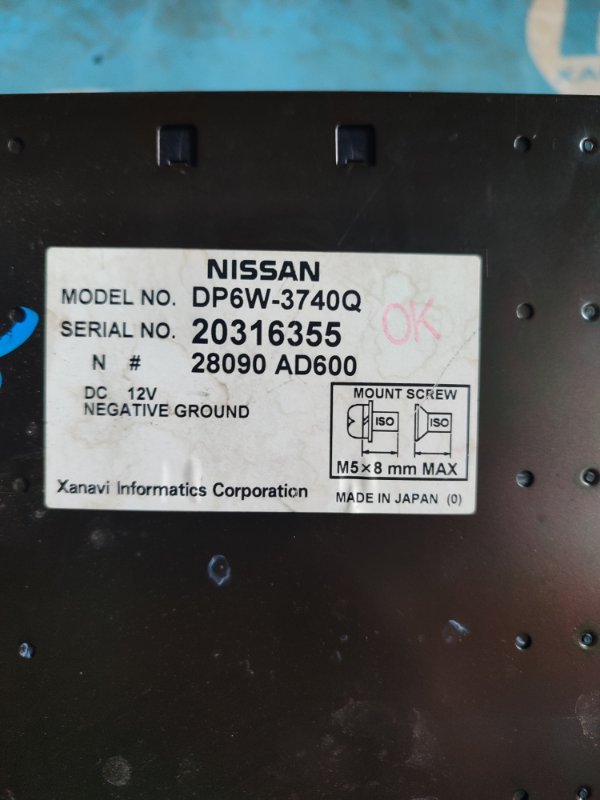 NISSAN
MODEL NO. DP6W-3740Q
SERIAL NO. 20316355
OK
N # 28090 AD600
DC 12V
NEGATIVE GROUND
MOUNT SCREW
ISO ISO
M5×8 mm MAX
Xanavi Informatics Corporation
MADE IN JAPAN (0)